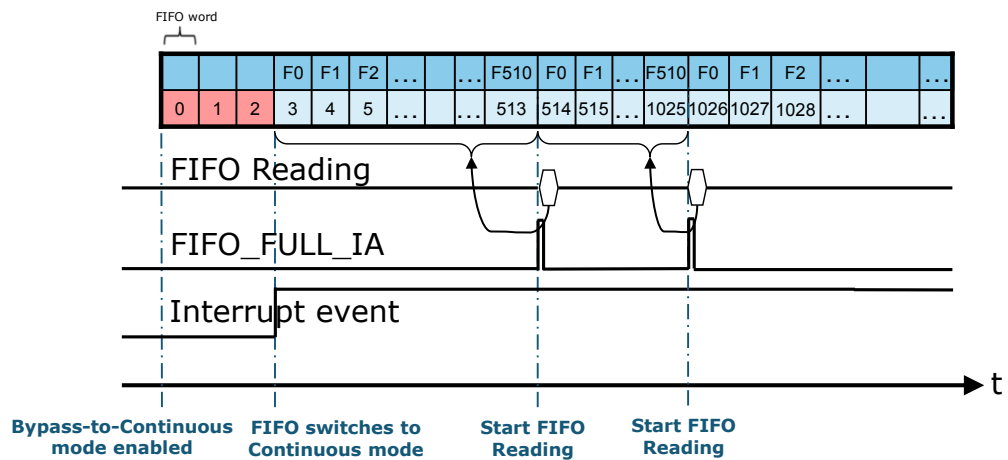 FIFO word
F0 F1 F2 ... ... F510 F0 F1 ... F510 F0 F1 F2 ... ...
0 1 2 3 4 5 ... ... 513 514 515 ... 1025 1026 1027 1028 ... ...
FIFO Reading
FIFO_FULL_IA
Interrupt event
t
Bypass-to-Continuous
mode enabled
FIFO switches to
Continuous mode
Start FIFO
Reading
Start FIFO
Reading